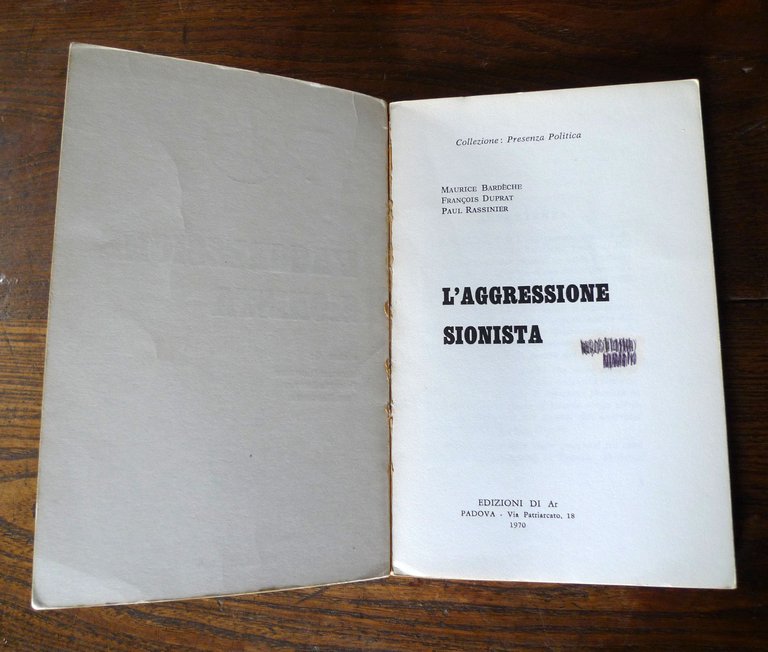 Collezione: Presenza Politica
Maurice Bardèche
François Duprat
Paul Rassinier
L'AGGRESSIONE
SIONISTA
EDIZIONI DI Ar
PADOVA - Via Patriarcato, 18
1970